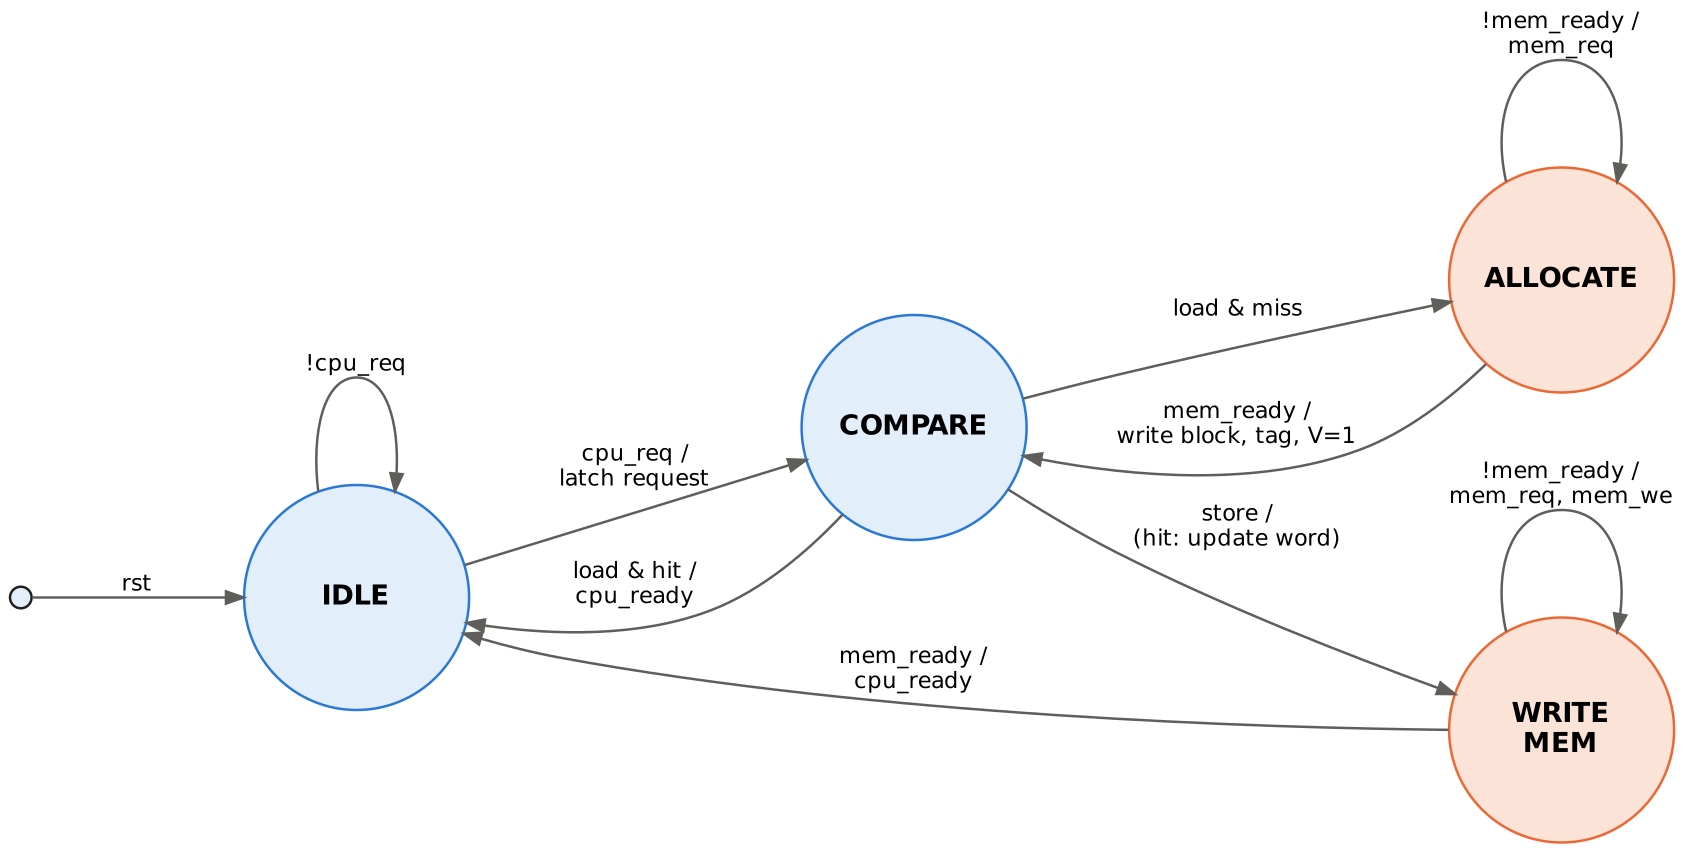 !mem_ready /
mem_req
ALLOCATE
load & miss
!cpu_req
COMPARE
mem_ready /
write block, tag, V=1
cpu_req /
latch request
!mem_ready /
mem_req, mem_we
store /
(hit: update word)
load & hit /
cpu_ready
rst
IDLE
mem_ready /
cpu_ready
WRITE
MEM